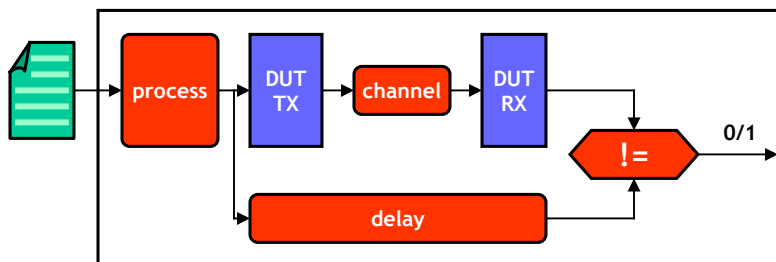 process
DUT
TX
channel
DUT
RX
!=
0/1
delay